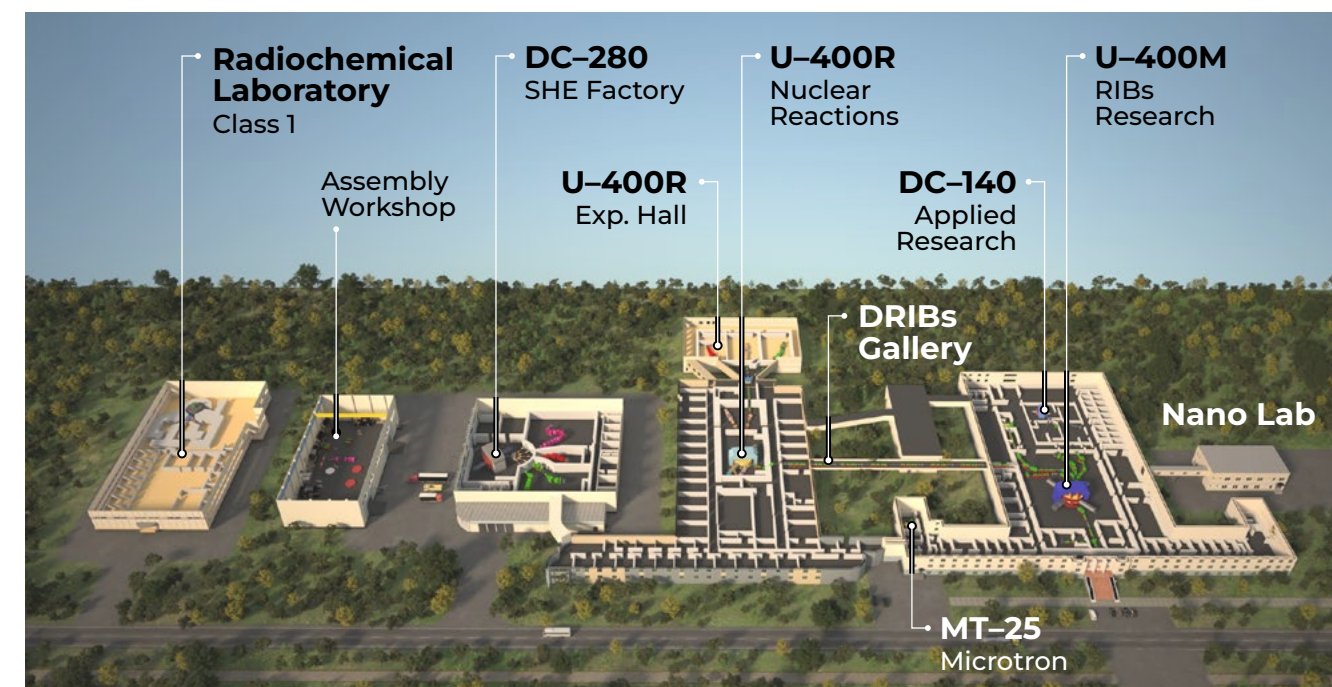 Radiochemical
Laboratory
Class 1
DC–280
SHE Factory
U–400R
Nuclear
Reactions
U–400M
RIBs
Research
Assembly
Workshop
U–400R
Exp. Hall
DC–140
Applied
Research
DRIBs
Gallery
Nano Lab
MT–25
Microtron